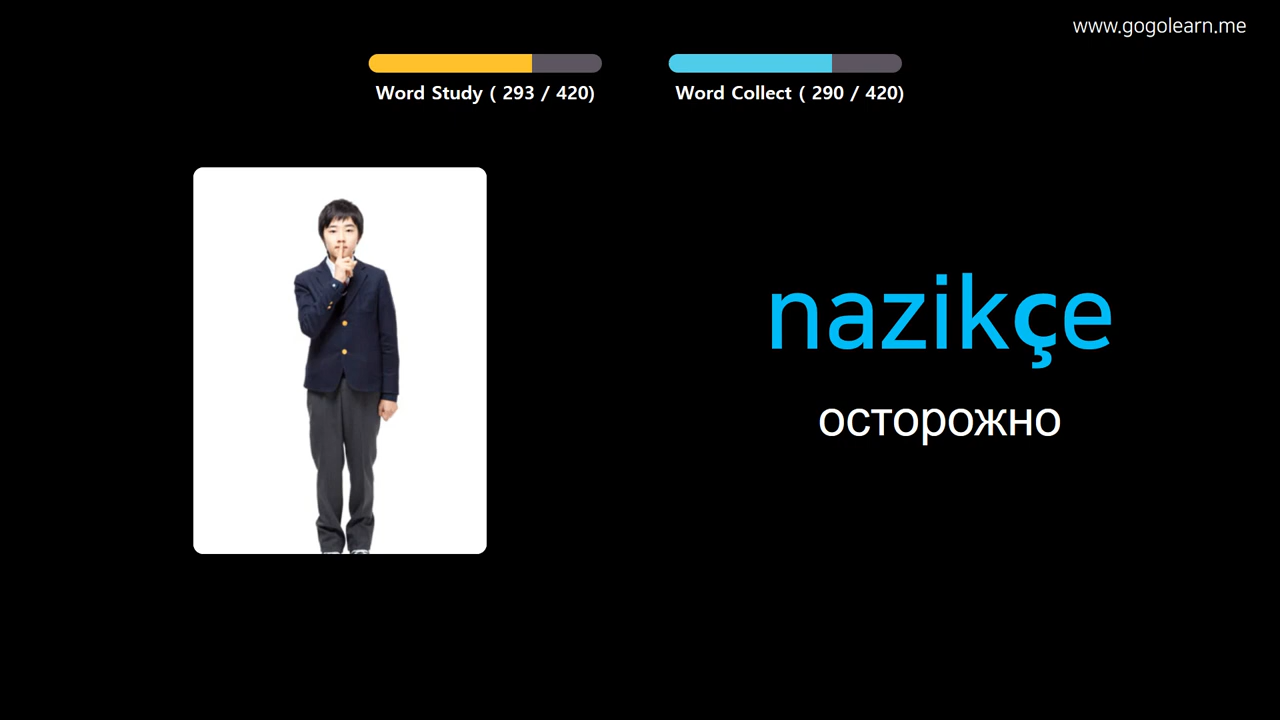 www.gogolearn.me
Word Study ( 293 / 420)
Word Collect ( 290 / 420)
nazikçe
осторожно